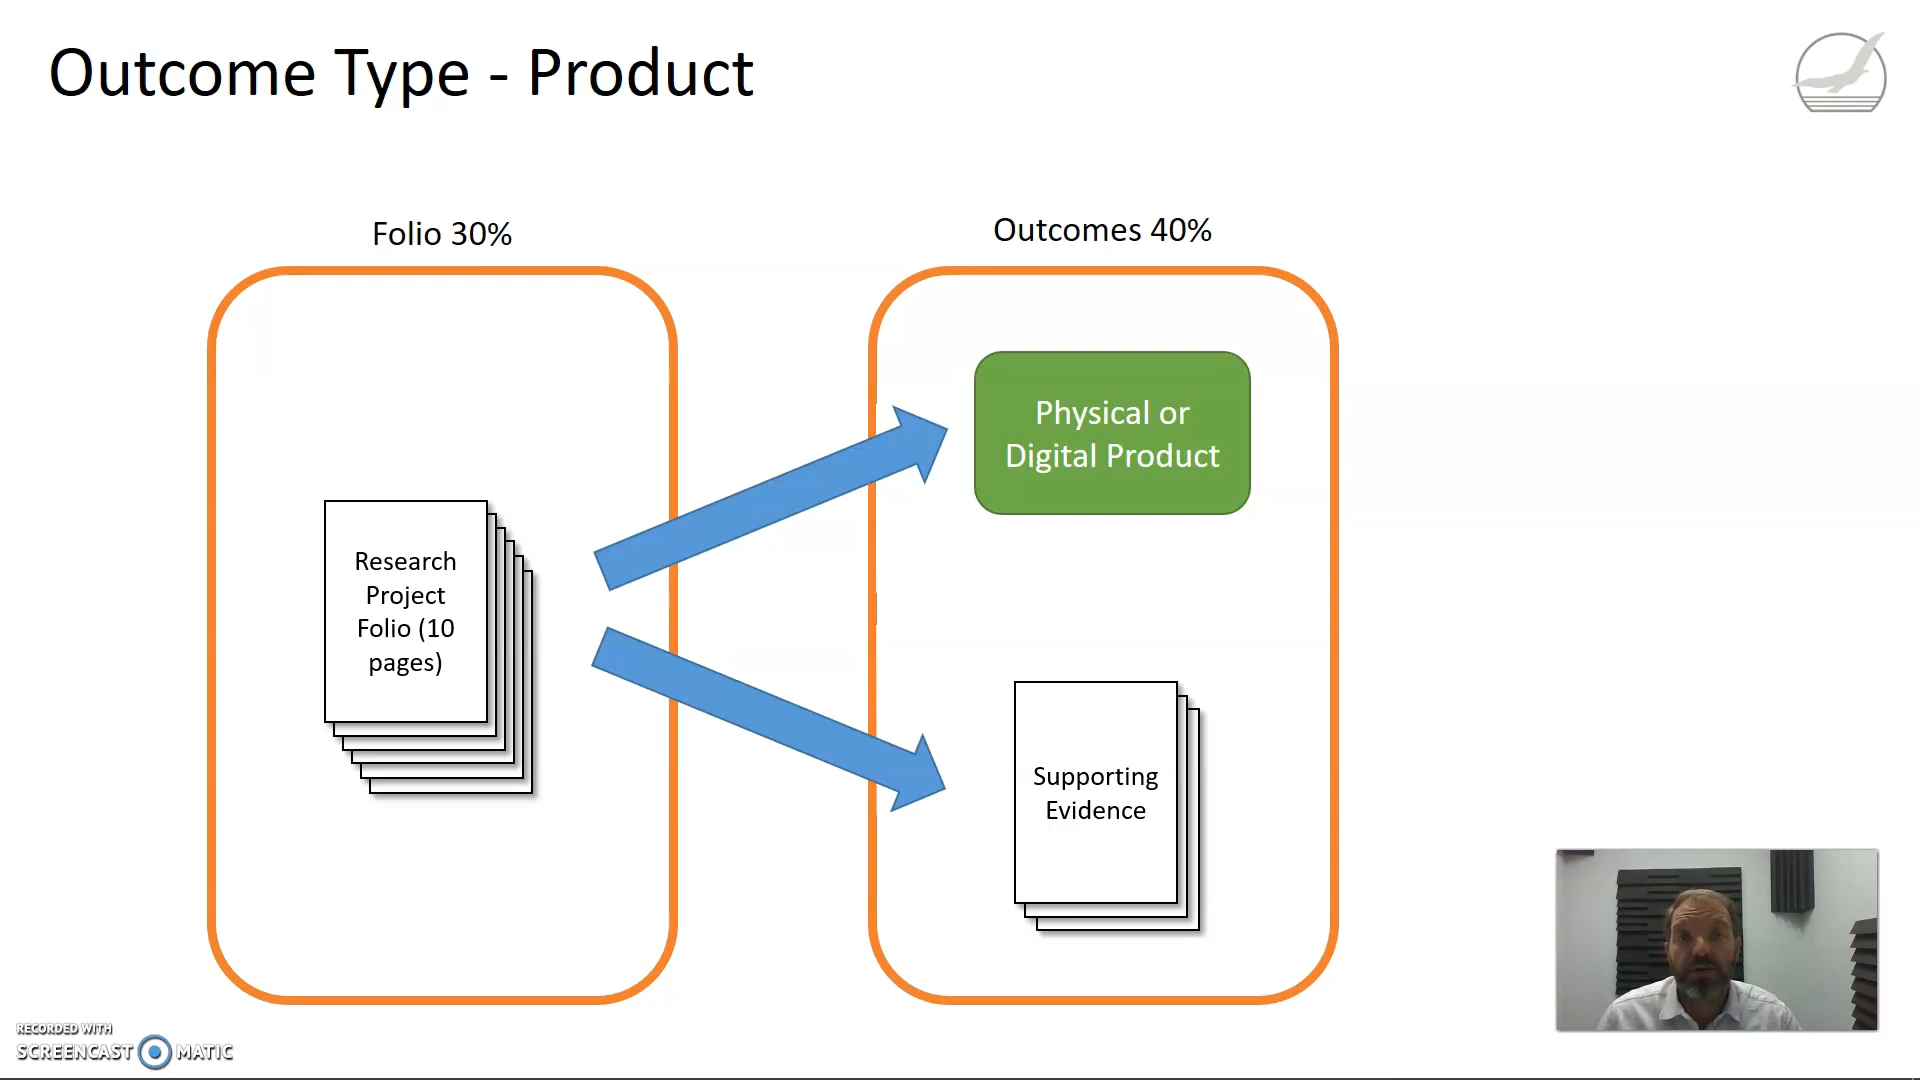 Outcome Type - Product
Folio 30%
Outcomes 40%
Research
Project
Folio (10
pages)
Physical or
Digital Product
Supporting
Evidence
RECORDED WITH
SCREENCAST MATIC